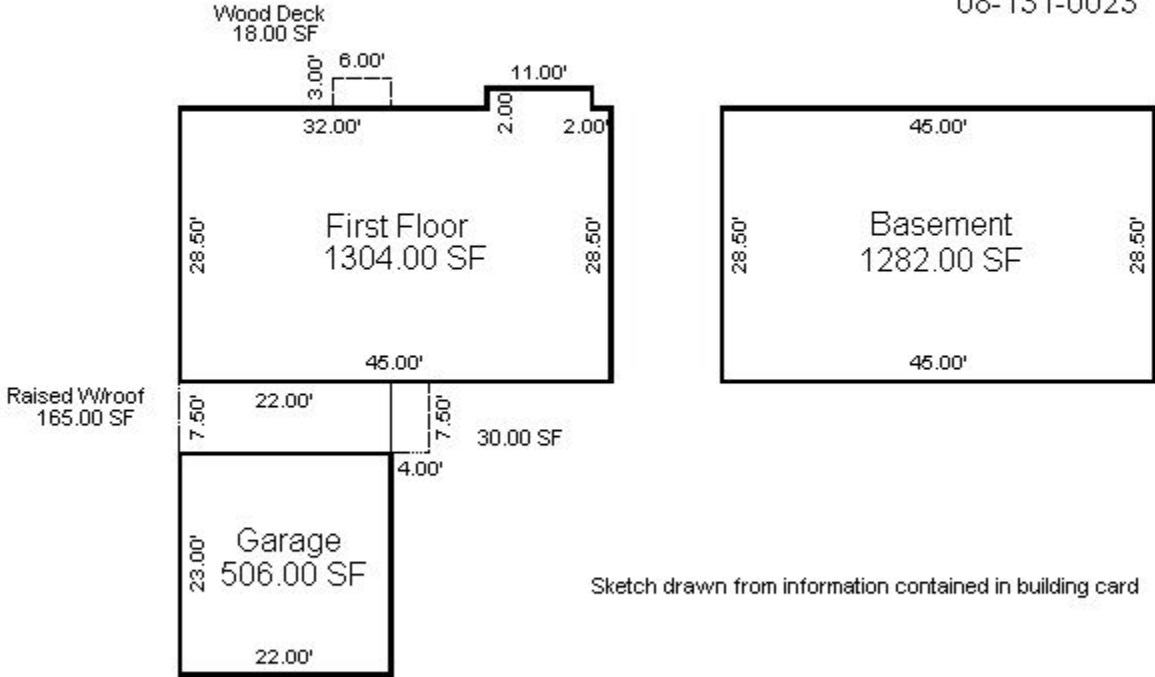 08-131-0023
Wood Deck
18.00 SF
3.00'
6.00'
11.00'
32.00'
2.00
2.00'
45.00'
28.50'
First Floor
1304.00 SF
28.50'
28.50'
Basement
1282.00 SF
28.50'
45.00'
45.00'
Raised W/roof
165.00 SF
7.50'
22.00'
7.50'
30.00 SF
4.00'
23.00'
Garage
506.00 SF
22.00'
Sketch drawn from information contained in building card